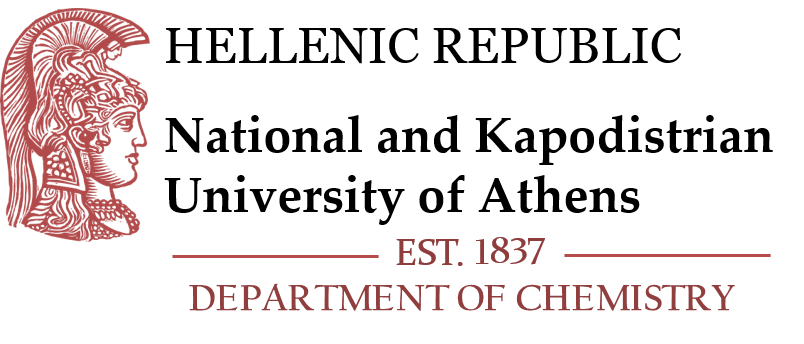 HELLENIC REPUBLIC
National and Kapodistrian
University of Athens
EST. 1837
DEPARTMENT OF CHEMISTRY